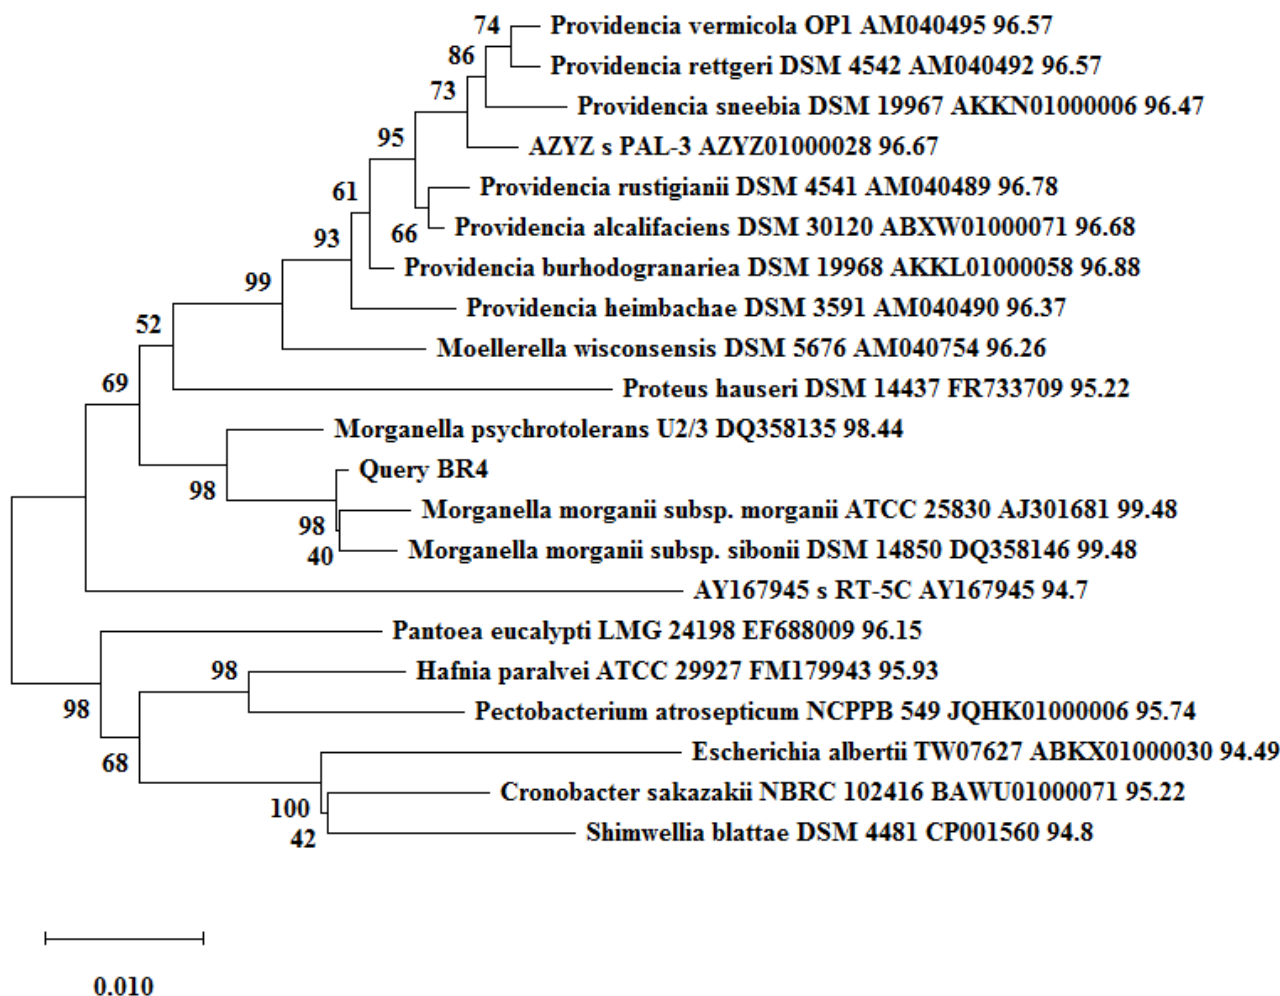 74
Providencia vermicola OP1 AM040495 96.57
86
Providencia rettgeri DSM 4542 AM040492 96.57
73
Providencia sneebia DSM 19967 AKKN01000006 96.47
95
AZYZ s PAL-3 AZYZ01000028 96.67
61
Providencia rustigianii DSM 4541 AM040489 96.78
66
Providencia alcalifaciens DSM 30120 ABXW01000071 96.68
93
Providencia burhodogranariea DSM 19968 AKKL01000058 96.88
99
Providencia heimbachae DSM 3591 AM040490 96.37
52
Moellerella wisconsensis DSM 5676 AM040754 96.26
69
Proteus hauseri DSM 14437 FR733709 95.22
Morganella psychrotolerans U2/3 DQ358135 98.44
Query BR4
98
Morganella morganii subsp. morganii ATCC 25830 AJ301681 99.48
98
Morganella morganii subsp. sibonii DSM 14850 DQ358146 99.48
40
AY167945 s RT-5C AY167945 94.7
Pantoea eucalypti LMG 24198 EF688009 96.15
98
Hafnia paralvei ATCC 29927 FM179943 95.93
98
Pectobacterium atrosepticum NCPPB 549 JQHK01000006 95.74
68
Escherichia albertii TW07627 ABKX01000030 94.49
Cronobacter sakazakii NBRC 102416 BAWU01000071 95.22
100
Shimwellia blattae DSM 4481 CP001560 94.8
42
0.010